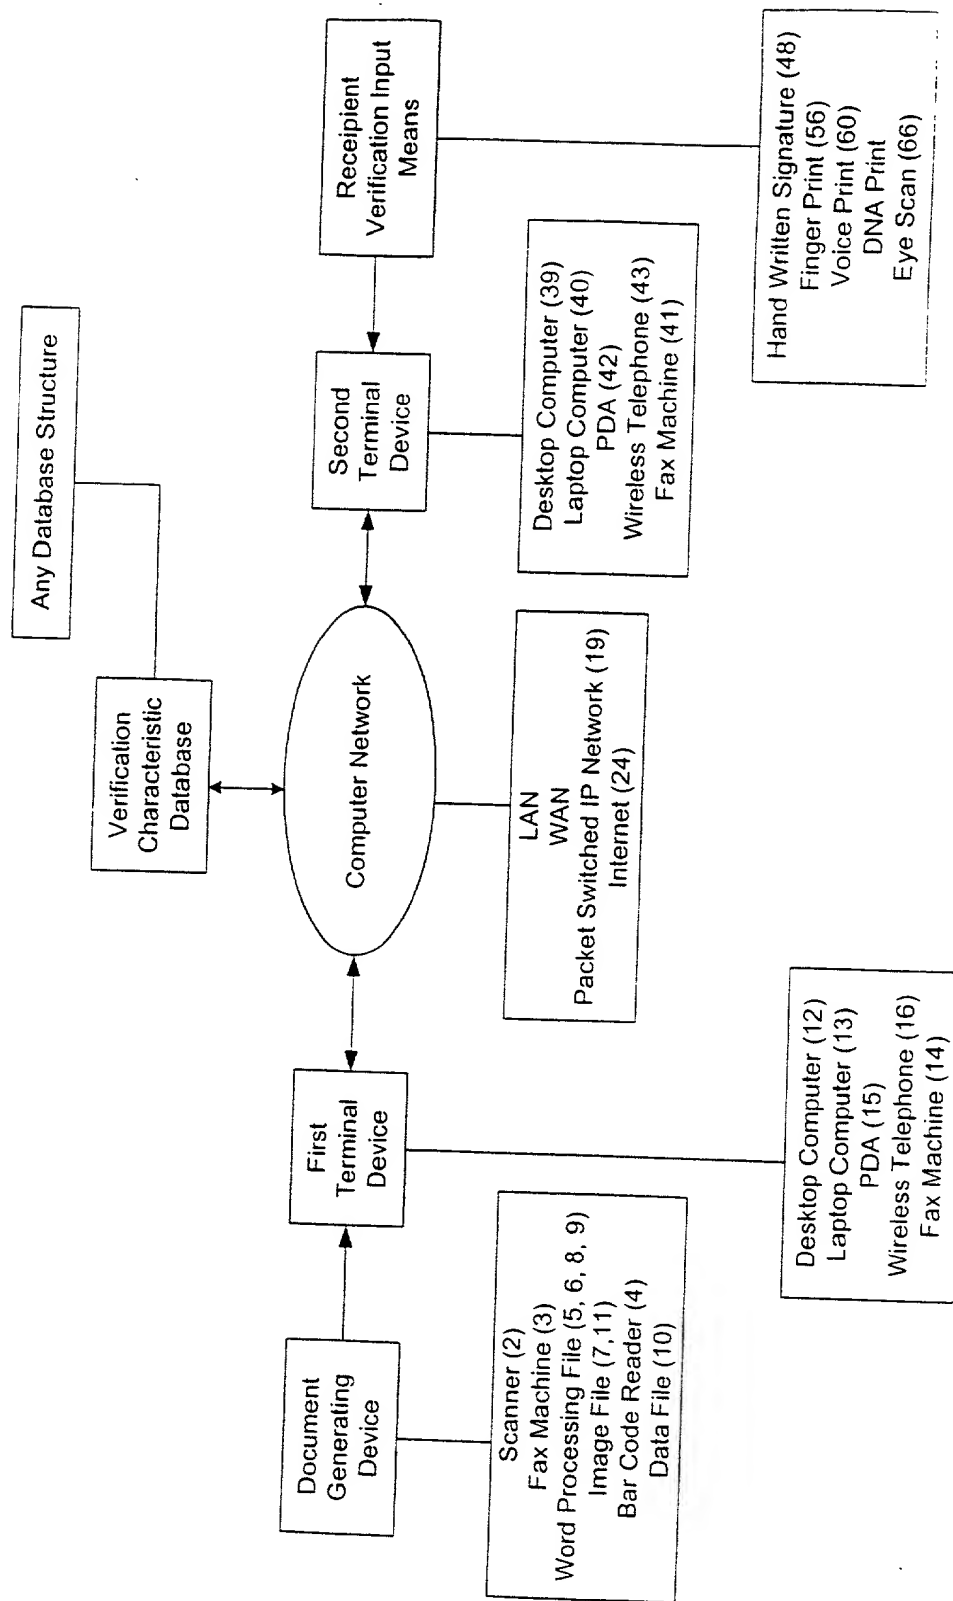 Any Database Structure
Verification
Characteristic
Database
Document
Generating
Device
First
Terminal
Device
Computer Network
Second
Terminal
Device
Receipient
Verification Input
Means
Scanner (2)
Fax Machine (3)
Word Processing File (5, 6, 8, 9)
Image File (7,11)
Bar Code Reader (4)
Data File (10)
Desktop Computer (12)
Laptop Computer (13)
PDA (15)
Wireless Telephone (16)
Fax Machine (14)
LAN
WAN
Packet Switched IP Network (19)
Internet (24)
Desktop Computer (39)
Laptop Computer (40)
PDA (42)
Wireless Telephone (43)
Fax Machine (41)
Hand Written Signature (48)
Finger Print (56)
Voice Print (60)
DNA Print
Eye Scan (66)